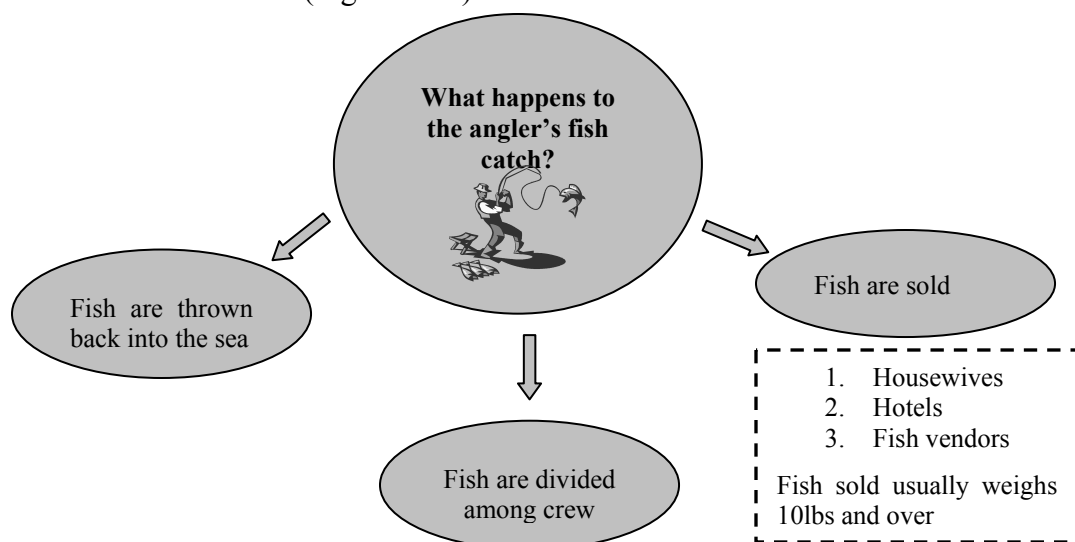 What happens to
the angler's fish
catch?
Fish are thrown
back into the sea
Fish are sold
1. Housewives
2. Hotels
3. Fish vendors
Fish sold usually weighs
10lbs and over
Fish are divided
among crew